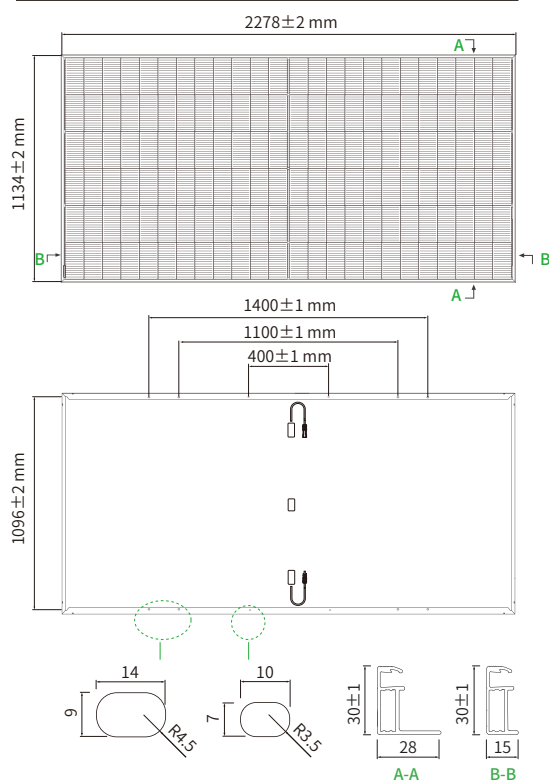 2278±2 mm
A
1134±2 mm
B
B
A
1400±1 mm
1100±1 mm
400±1 mm
1096±2 mm
14
9
R4.5
10
7
R3.5
30±1
28
A-A
30±1
15
B-B